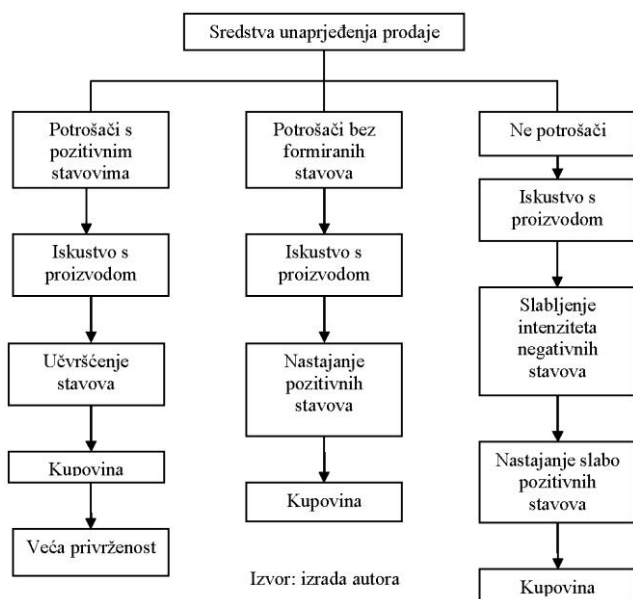 Sredstva unaprjeđenja prodaje
Potrošači s
pozitivnim
stavovima
Iskustvo s
proizvodom
Učvršćenje
stavova
Kupovina
Veća privrženost
Potrošači bez
formiranih
stavova
Iskustvo s
proizvodom
Nastajanje
pozitivnih
stavova
Kupovina
Ne potrošači
Iskustvo s
proizvodom
Slabljenje
intenziteta
negativnih
stavova
Nastajanje slabo
pozitivnih
stavova
Kupovina
Izvor: izrada autora